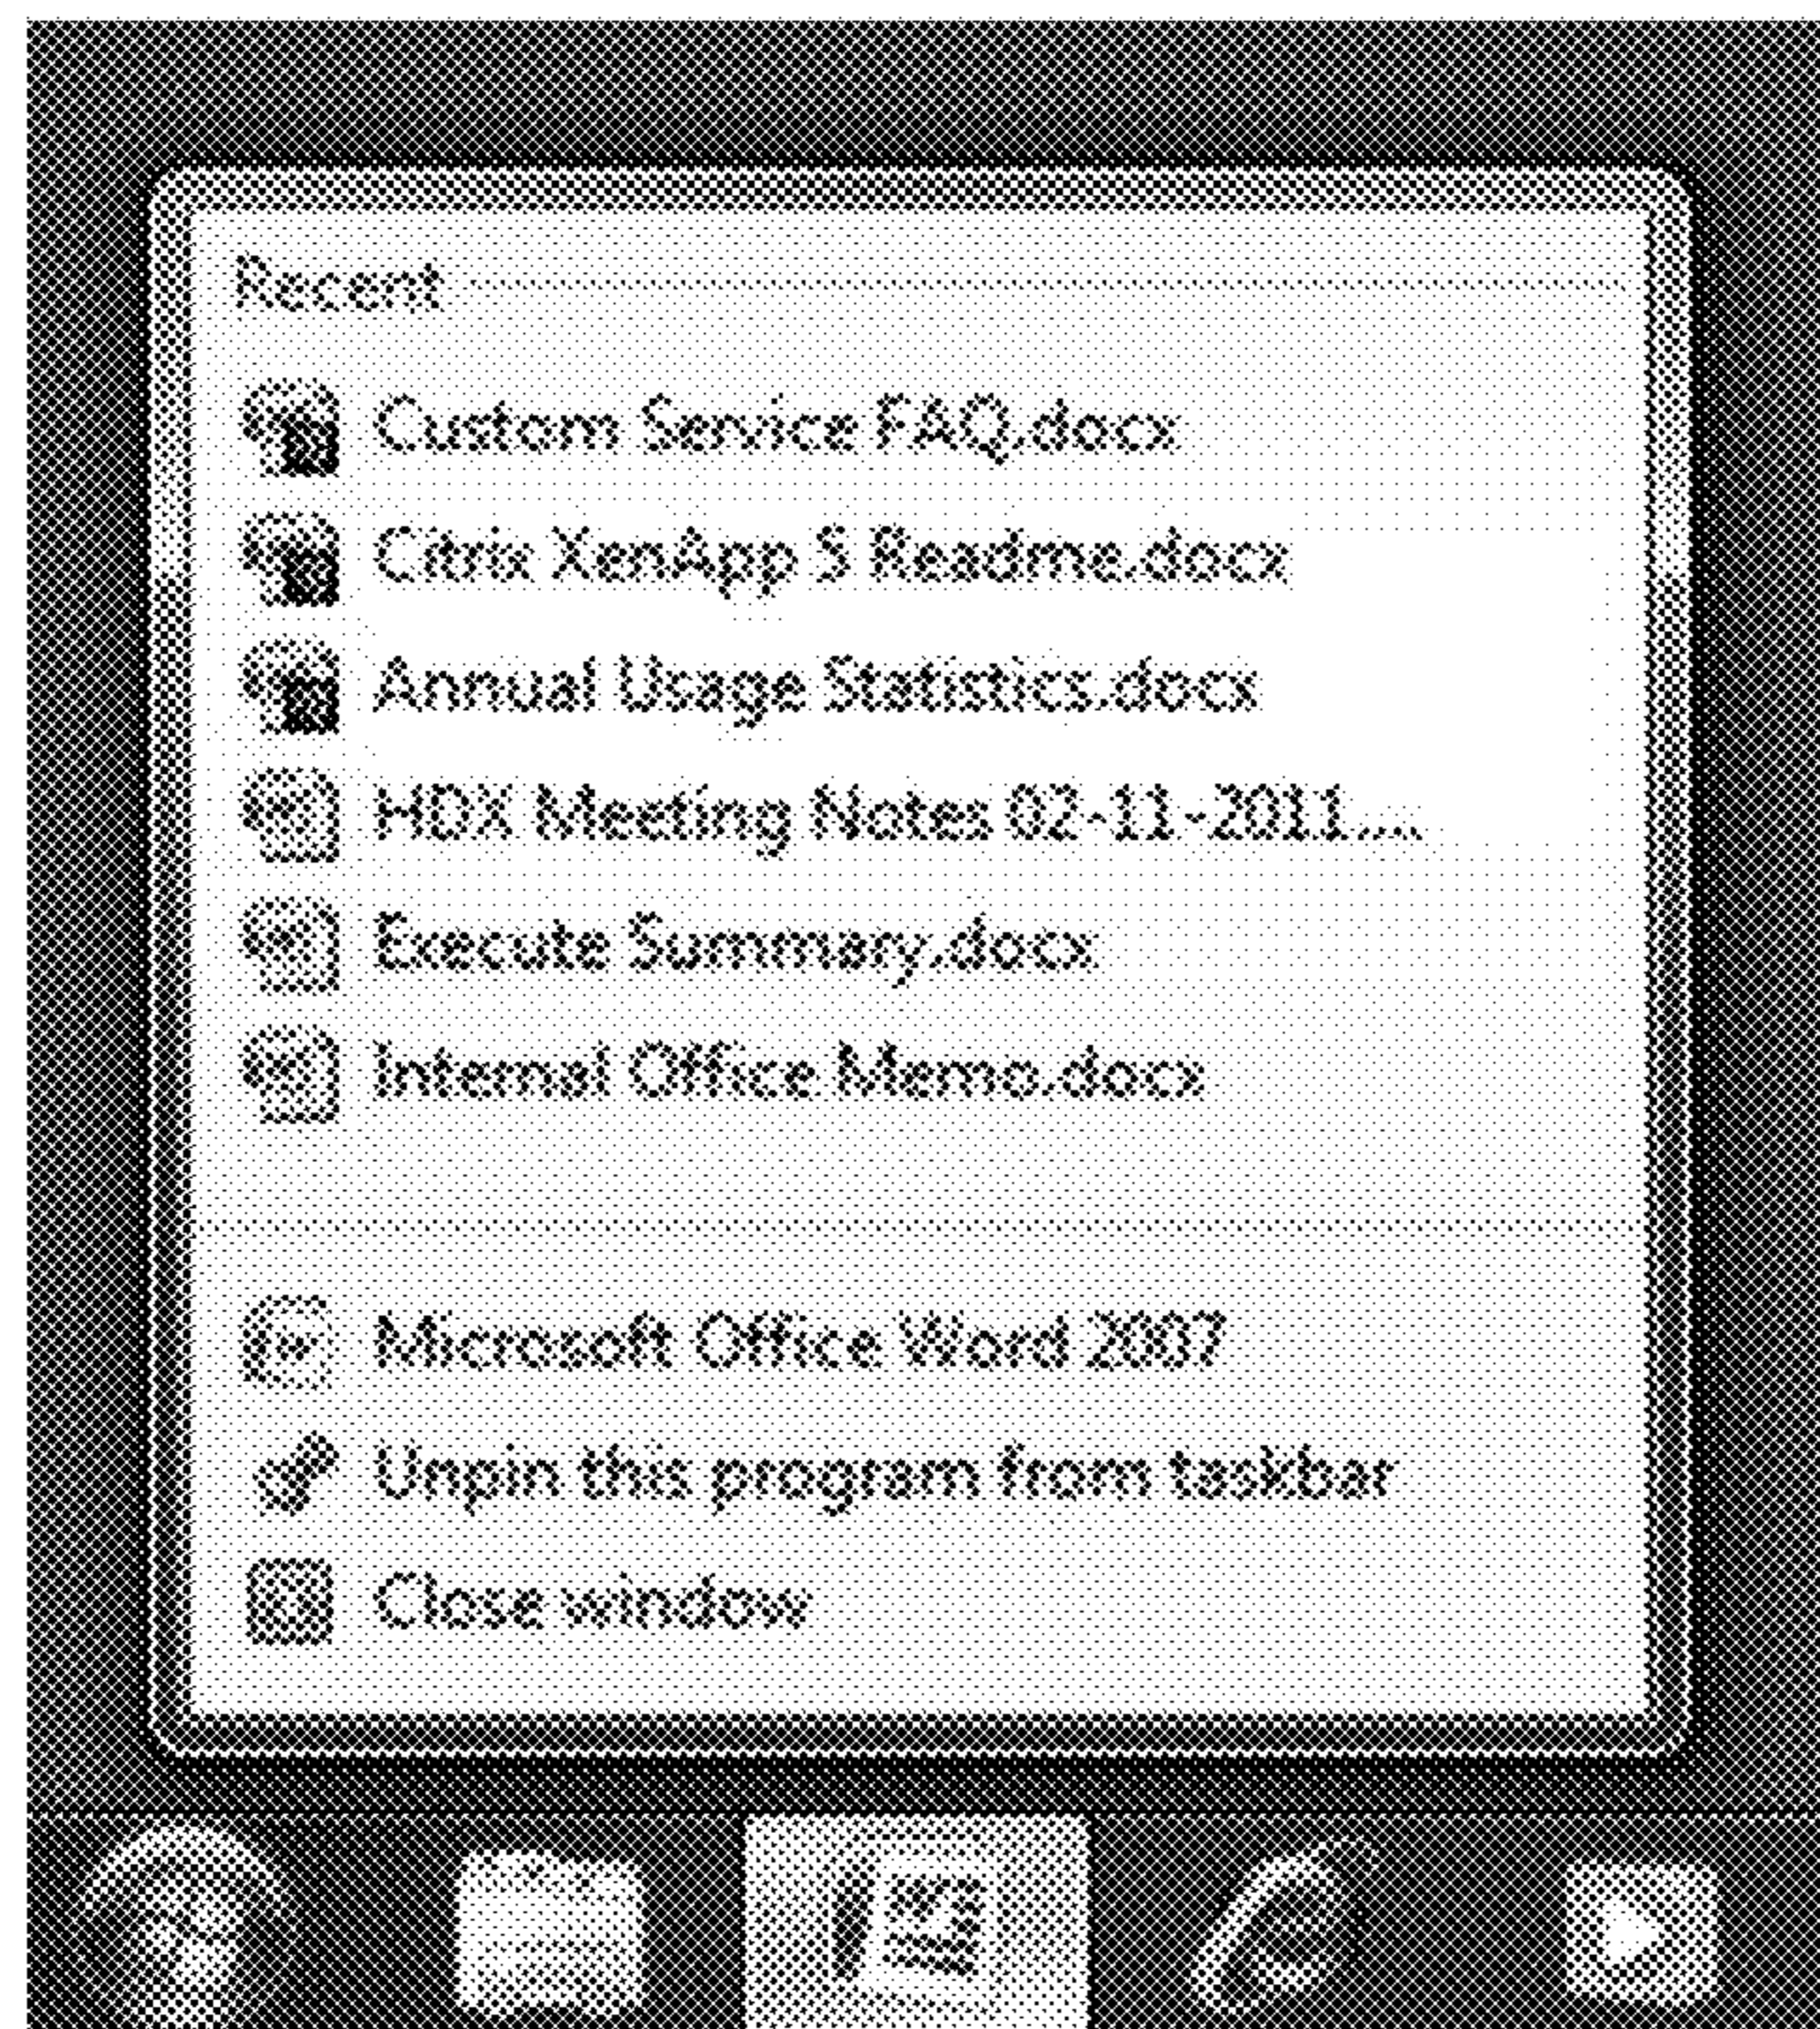 Recent
Custom Service FAQ.docx
Citrix XenApp 5 Readme.docx
Annual Usage Statistics.docx
HDX Meeting Notes 02-11-2011....
Execute Summary.docx
Internal Office Memo.docx
Microsoft Office Word 2007
Unpin this program from taskbar
Close window